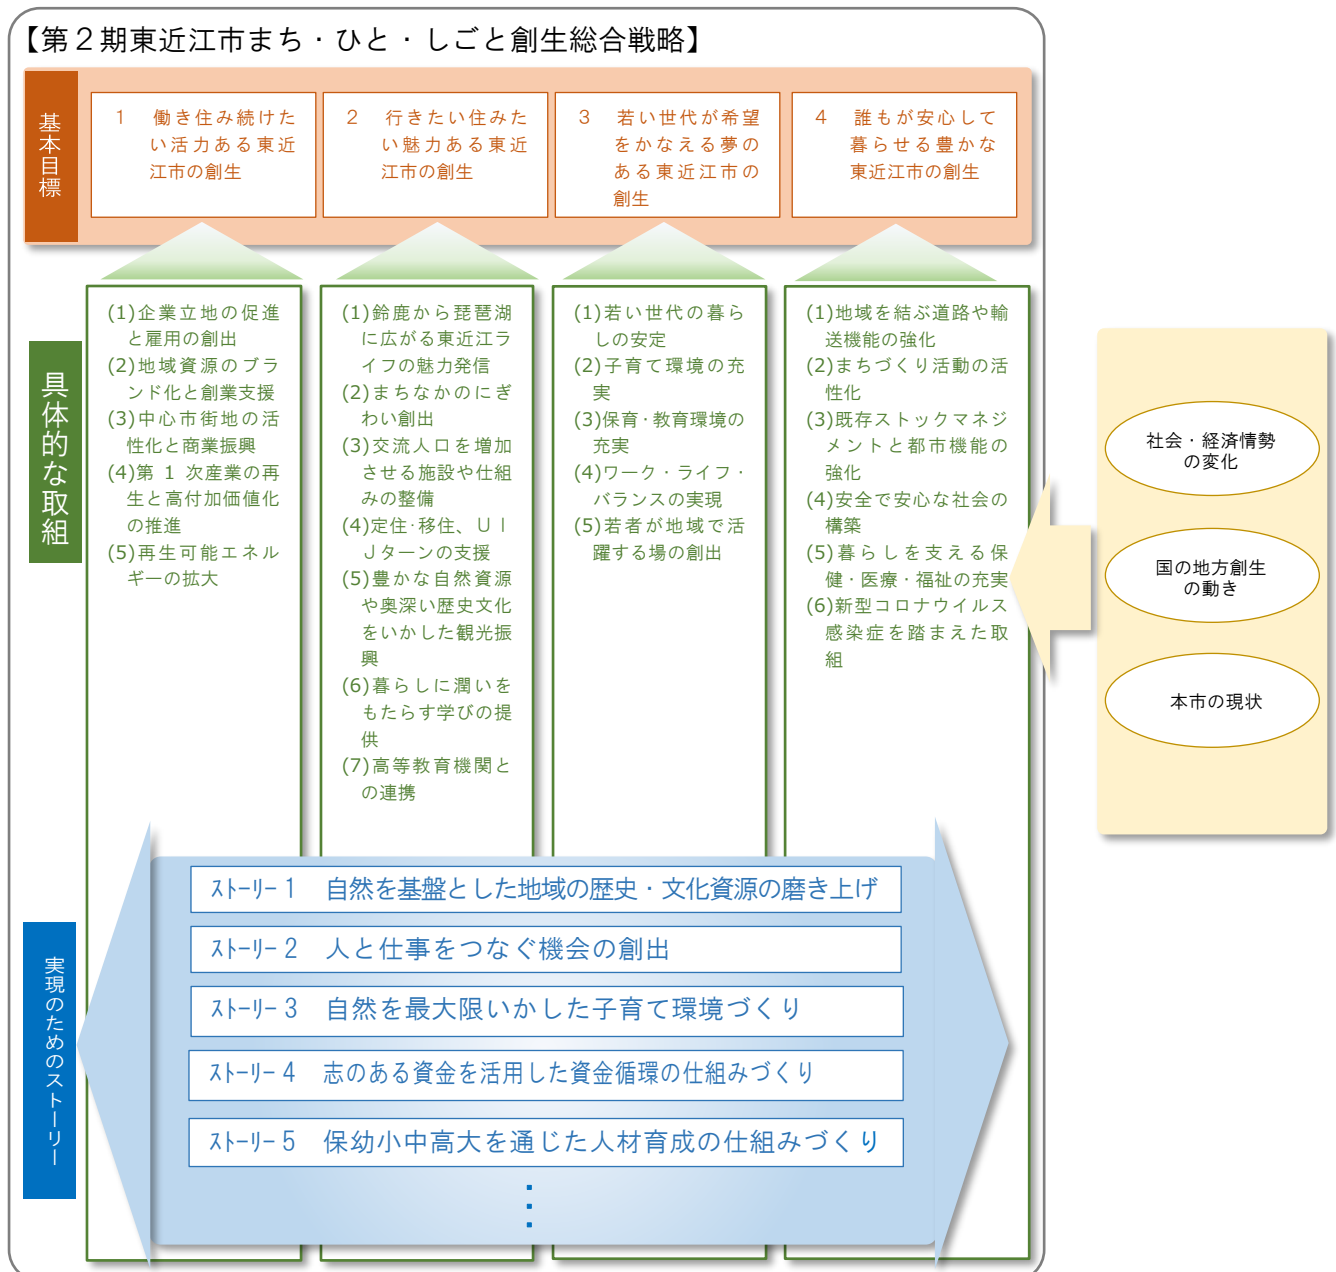 【第２期東近江市まち・ひと・しごと創生総合戦略】
基本目標
1　働き住み続けた
い活力ある東近
江市の創生
2　行きたい住みた
い魅力ある東近
江市の創生
3　若い世代が希望
をかなえる夢の
ある東近江市の
創生
4　誰もが安心して
暮らせる豊かな
東近江市の創生
具体的な取組
(1)企業立地の促進
と雇用の創出
(2)地域資源のブラ
ンド化と創業支援
(3)中心市街地の活
性化と商業振興
(4)第 1 次産業の再
生と高付加価値化
の推進
(5)再生可能エネル
ギーの拡大
(1)鈴鹿から琵琶湖
に広がる東近江ラ
イフの魅力発信
(2)まちなかのにぎ
わい創出
(3)交流人口を増加
させる施設や仕組
みの整備
(4)定住・移住、ＵＩ
Ｊターンの支援
(5)豊かな自然資源
や奥深い歴史文化
をいかした観光振
興
(6)暮らしに潤いを
もたらす学びの提
供
(7)高等教育機関と
の連携
(1)若い世代の暮ら
しの安定
(2)子育て環境の充
実
(3)保育・教育環境の
充実
(4)ワーク・ライフ・
バランスの実現
(5)若者が地域で活
躍する場の創出
(1)地域を結ぶ道路や輸
送機能の強化
(2)まちづくり活動の活
性化
(3)既存ストックマネジ
メントと都市機能の
強化
(4)安全で安心な社会の
構築
(5)暮らしを支える保
健・医療・福祉の充実
(6)新型コロナウイルス
感染症を踏まえた取
組
社会・経済情勢
の変化
国の地方創生
の動き
本市の現状
実現のためのストーリー
ｽﾄｰﾘｰ 1　自然を基盤とした地域の歴史・文化資源の磨き上げ
ｽﾄｰﾘｰ 2　人と仕事をつなぐ機会の創出
ｽﾄｰﾘｰ 3　自然を最大限いかした子育て環境づくり
ｽﾄｰﾘｰ 4　志のある資金を活用した資金循環の仕組みづくり
ｽﾄｰﾘｰ 5　保幼小中高大を通じた人材育成の仕組みづくり
⋮